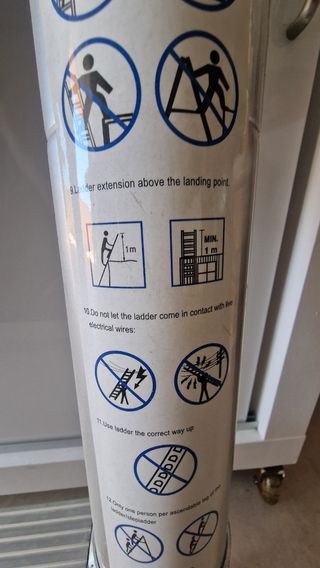 9.Ladder extension above the landing point.
1m
MIN.
1 m
10.Do not let the ladder come in contact with live
electrical wires:
11.Use ladder the correct way up
12.Only one person per ascendable leg of the
ladder/stepladder